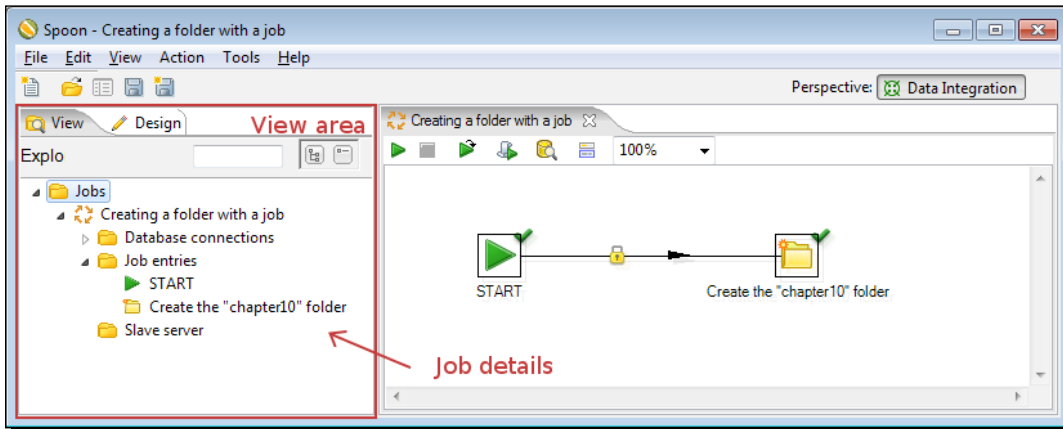 Spoon - Creating a folder with a job
File Edit View Action Tools Help
Perspective: Data Integration
View Design View area
Explo
Jobs
Creating a folder with a job
Database connections
Job entries
START
Create the "chapter10" folder
Slave server
Job details
Creating a folder with a job
100%
START
Create the "chapter10" folder